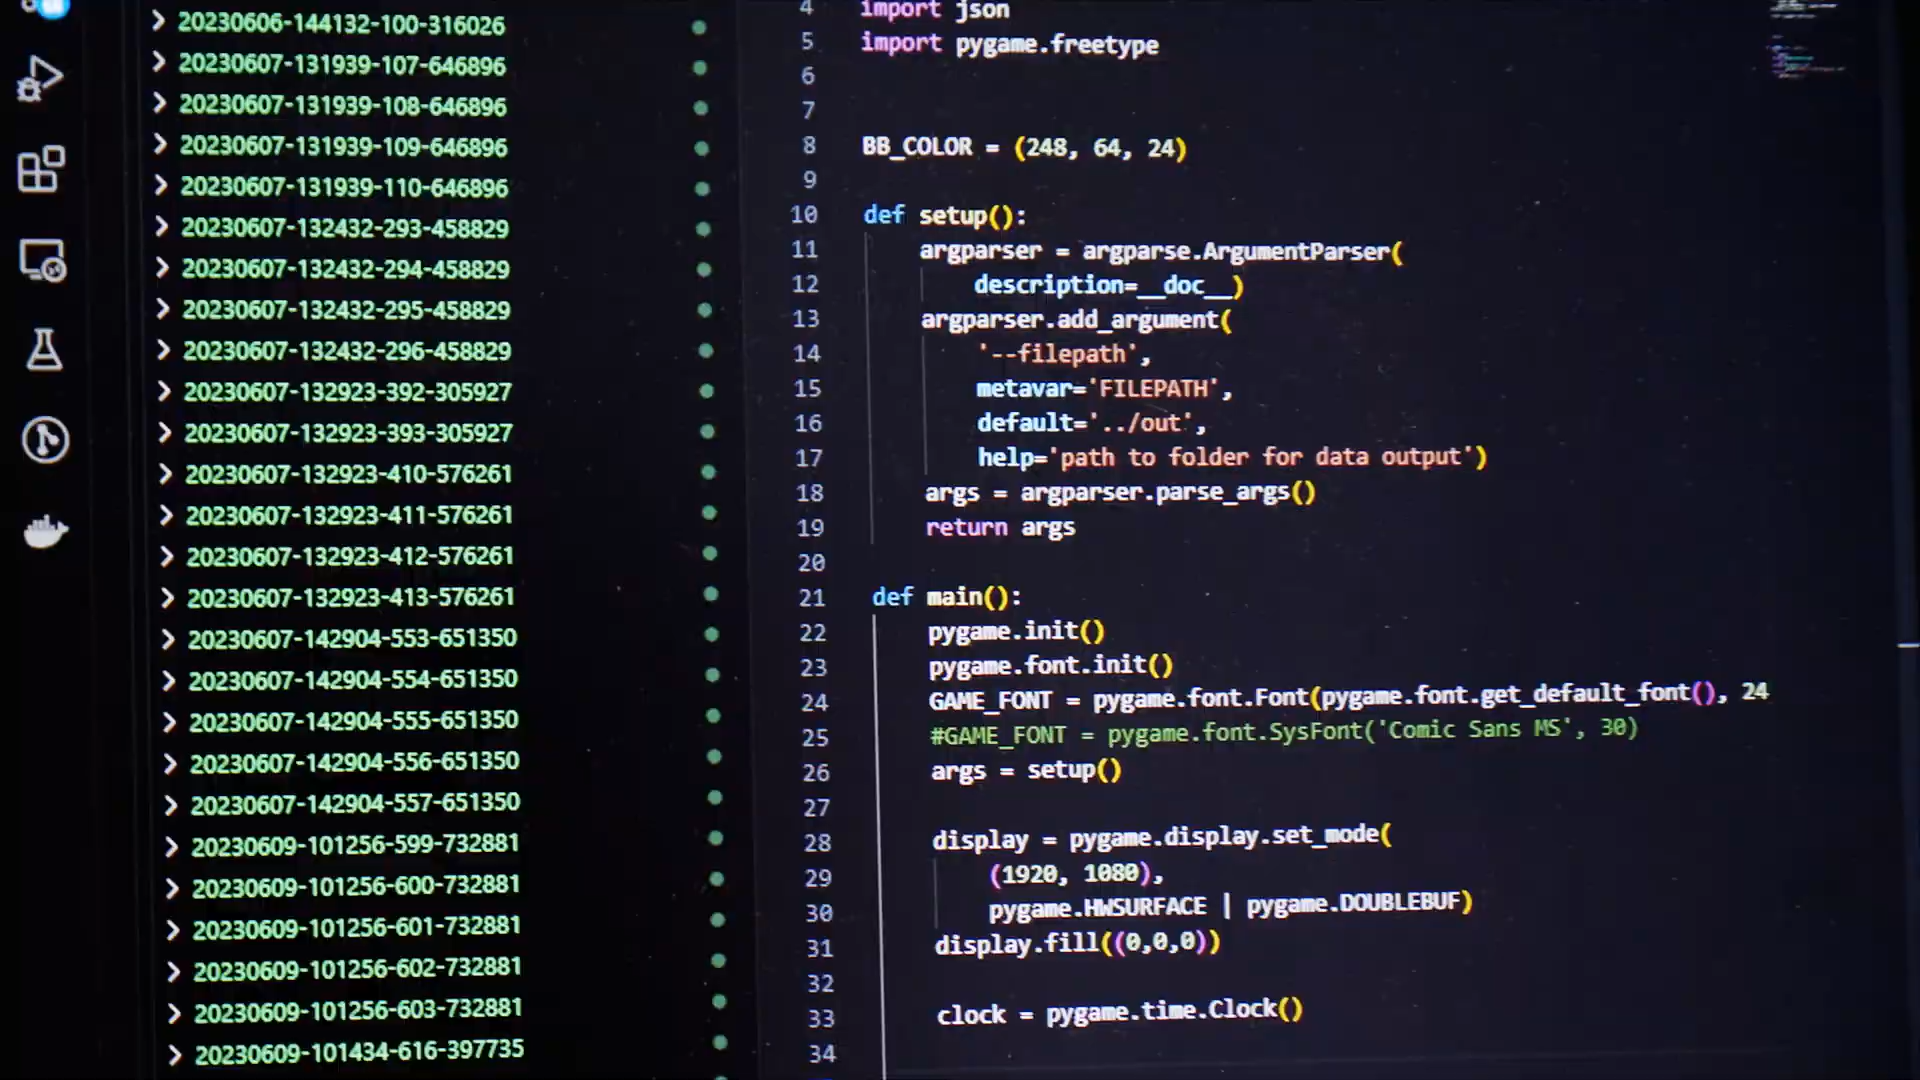 20230606-144132-100-316026
20230607-131939-107-646896
20230607-131939-108-646896
20230607-131939-109-646896
20230607-131939-110-646896
20230607-132432-293-458829
20230607-132432-294-458829
20230607-132432-295-458829
20230607-132432-296-458829
20230607-132923-392-305927
20230607-132923-393-305927
20230607-132923-410-576261
20230607-132923-411-576261
20230607-132923-412-576261
20230607-132923-413-576261
20230607-142904-553-651350
20230607-142904-554-651350
20230607-142904-555-651350
20230607-142904-556-651350
20230607-142904-557-651350
20230609-101256-599-732881
20230609-101256-600-732881
20230609-101256-601-732881
20230609-101256-602-732881
20230609-101256-603-732881
20230609-101434-616-397735
4 import json
5 import pygame.freetype
6
7
8 BB_COLOR = (248, 64, 24)
9
10 def setup():
11 argparser = argparse.ArgumentParser(
12 description=__doc__)
13 argparser.add_argument(
14 '--filepath',
15 metavar='FILEPATH',
16 default='../out',
17 help='path to folder for data output')
18 args = argparser.parse_args()
19 return args
20
21 def main():
22 pygame.init()
23 pygame.font.init()
24 GAME_FONT = pygame.font.Font(pygame.font.get_default_font(), 24
25 #GAME_FONT = pygame.font.SysFont('Comic Sans MS', 30)
26 args = setup()
27
28 display = pygame.display.set_mode(
29 (1920, 1080),
30 pygame.HWSURFACE | pygame.DOUBLEBUF)
31 display.fill((0,0,0))
32
33 clock = pygame.time.Clock()
34